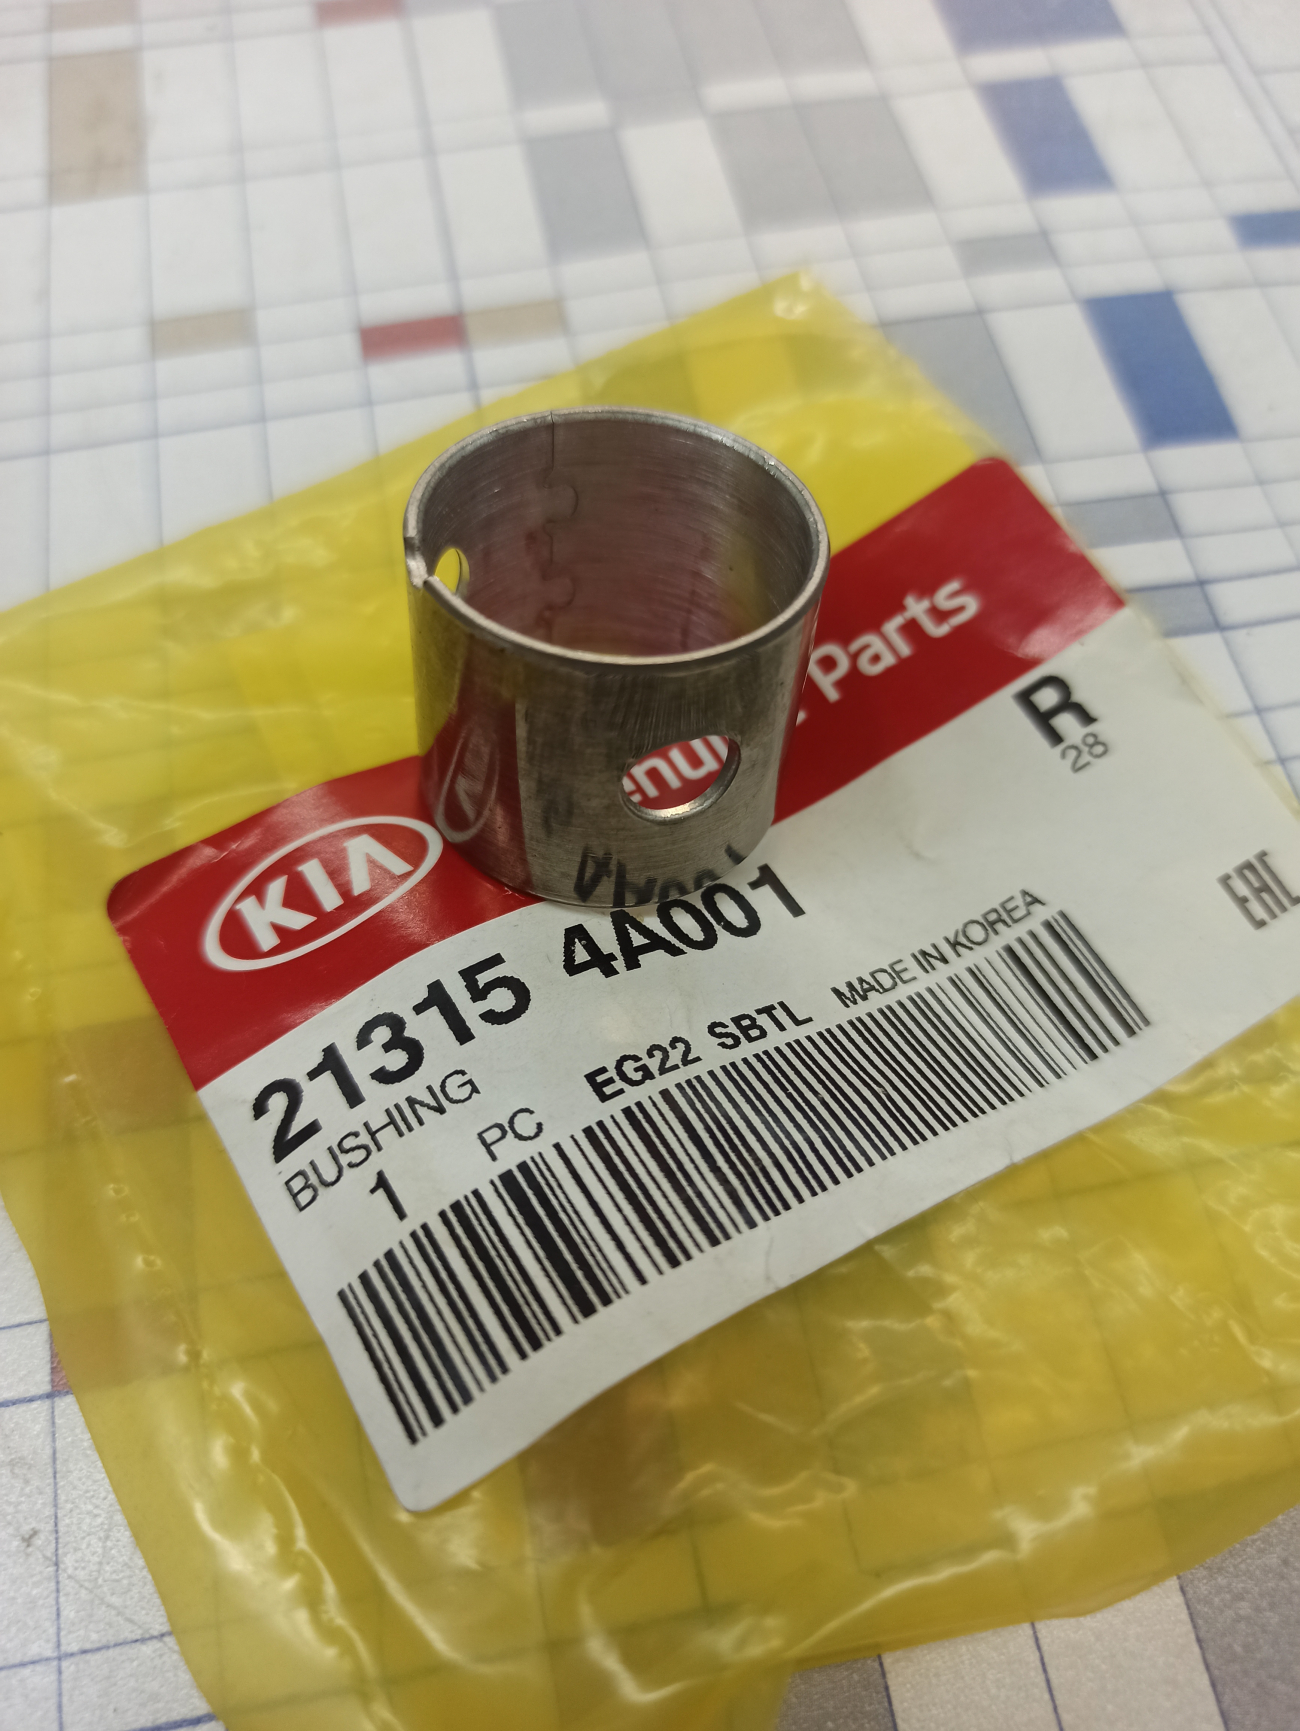 KIA Parts
R
28
21315 4A001
BUSHING
1 PC EG22 SBTL MADE IN KOREA
EAC